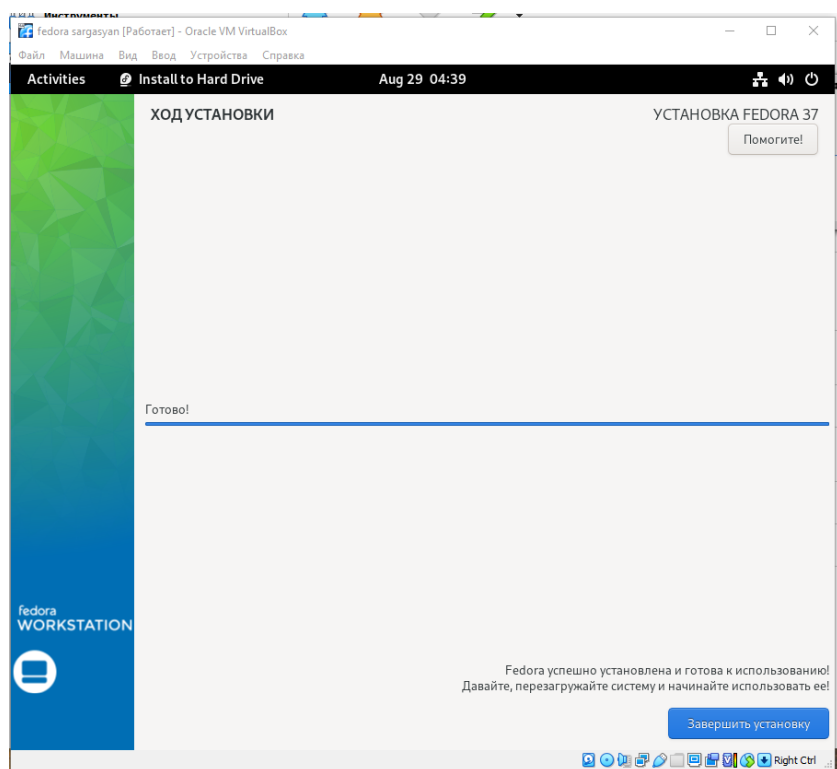 Инструменты
fedora sargasyan [Работает] - Oracle VM VirtualBox
Файл Машина Вид Ввод Устройства Справка
Activities Install to Hard Drive Aug 29 04:39
ХОД УСТАНОВКИ УСТАНОВКА FEDORA 37
Помогите!
Готово!
fedora
WORKSTATION
Fedora успешно установлена и готова к использованию!
Давайте, перезагружайте систему и начинайте использовать ее!
Завершить установку
Right Ctrl